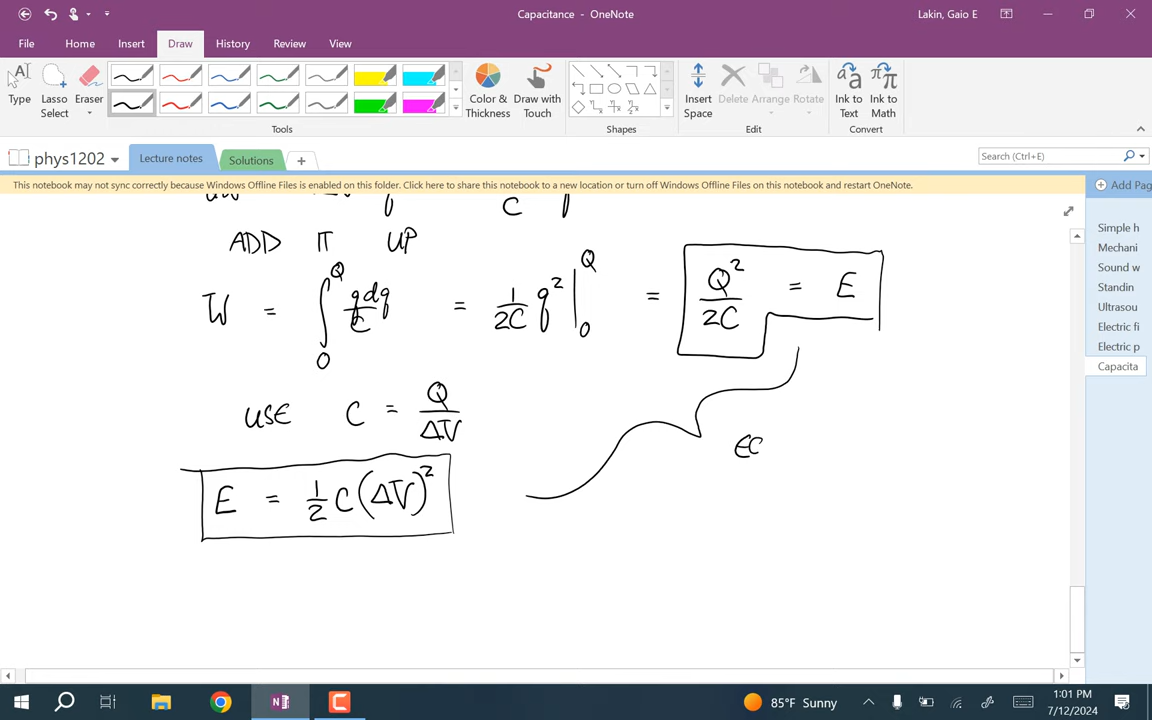 Capacitance - OneNote
Lakin, Gaio E
File Home Insert Draw History Review View
Type
Lasso Select
Eraser
Color & Thickness
Draw with Touch
Insert Space
Delete
Arrange
Rotate
Ink to Text
Ink to Math
Tools
Shapes
Edit
Convert
phys1202
Lecture notes
Solutions
+
Search (Ctrl+E)
This notebook may not sync correctly because Windows Offline Files is enabled on this folder. Click here to share this notebook to a new location or turn off Windows Offline Files on this notebook and restart OneNote.
Add Pag
Simple h
Mechani
Sound w
Standin
Ultrasou
Electric fi
Electric p
Capacita
C
ADD IT UP
W = ∫₀^Q q dq / C = 1/2C q² |₀^Q = Q²/2C = E
USE C = Q/ΔV
EC
E = 1/2 C (ΔV)²
85°F Sunny
1:01 PM
7/12/2024